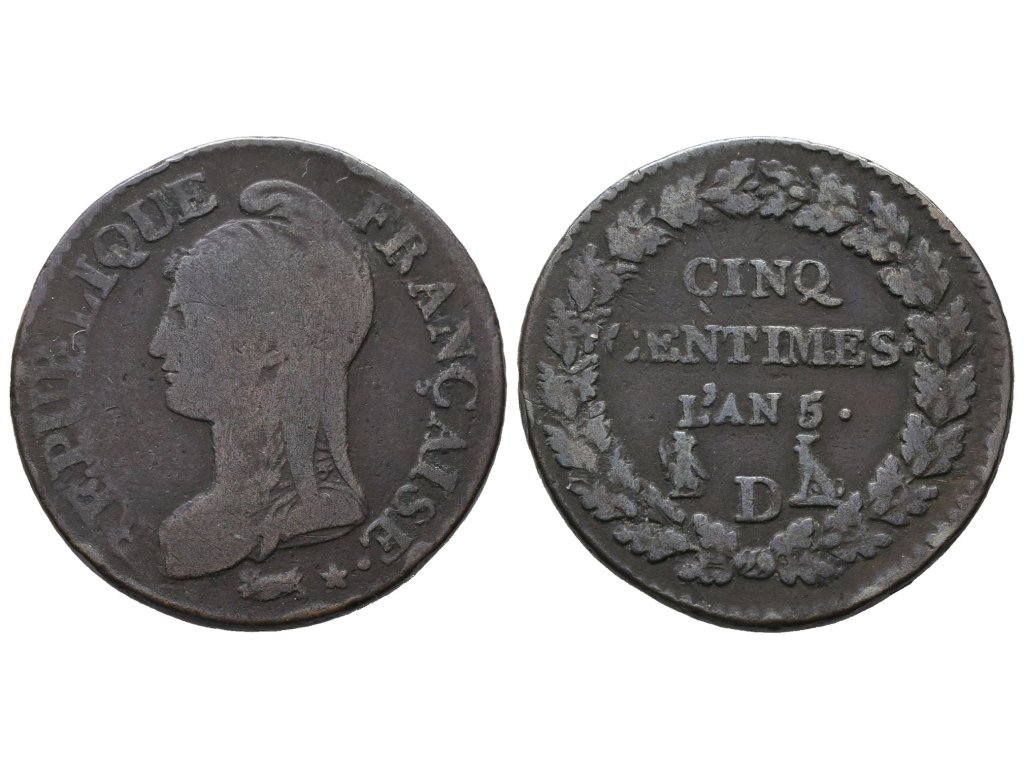 REPUBLIQUE FRANÇAISE.
CINQ
CENTIMES.
L'AN 5.
D